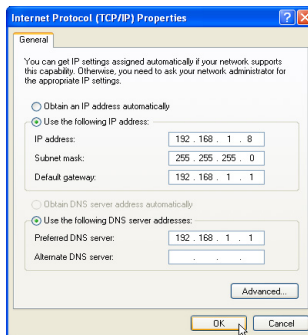 Internet Protocol (TCP/IP) Properties
General
You can get IP settings assigned automatically if your network supports
this capability. Otherwise, you need to ask your network administrator for
the appropriate IP settings.
Obtain an IP address automatically
Use the following IP address:
IP address: 192 . 168 . 1 . 8
Subnet mask: 255 . 255 . 255 . 0
Default gateway: 192 . 168 . 1 . 1
Obtain DNS server address automatically
Use the following DNS server addresses:
Preferred DNS server: 192 . 168 . 1 . 1
Alternate DNS server: . . .
Advanced...
OK Cancel